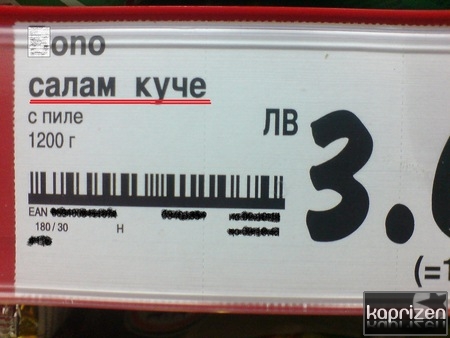 ono
салам куче
с пиле
1200 г
ЛВ 3.
EAN
180/30 H
(=1
kaprizen